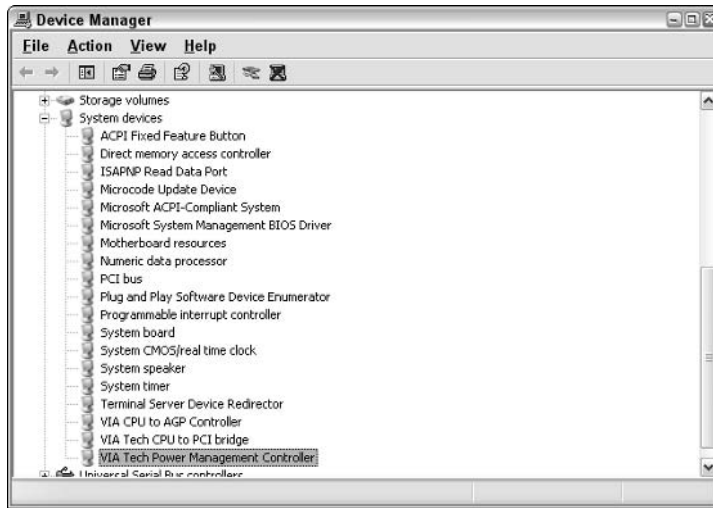 Device Manager
File Action View Help
Storage volumes
System devices
ACPI Fixed Feature Button
Direct memory access controller
ISAPNP Read Data Port
Microcode Update Device
Microsoft ACPI-Compliant System
Microsoft System Management BIOS Driver
Motherboard resources
Numeric data processor
PCI bus
Plug and Play Software Device Enumerator
Programmable interrupt controller
System board
System CMOS/real time clock
System speaker
System timer
Terminal Server Device Redirector
VIA CPU to AGP Controller
VIA Tech CPU to PCI bridge
VIA Tech Power Management Controller
Universal Serial Bus controllers